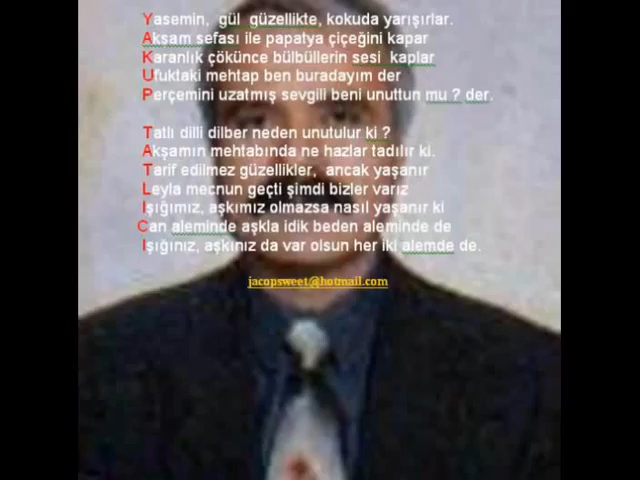 Yasemin, gül güzellikte, kokuda yarışırlar.
Akşam sefası ile papatya çiçeğini kapar
Karanlık çökünce bülbüllerin sesi kaplar
Ufuktaki mehtap ben buradayım der
Perçemini uzatmış sevgili beni unuttun mu ? der.
Tatlı dilli dilber neden unutulur ki ?
Akşamın mehtabında ne hazlar tadılır ki.
Tarif edilmez güzellikler, ancak yaşanır
Leyla mecnun geçti şimdi bizler varız
Işığımız, aşkımız olmazsa nasıl yaşanır ki
Can aleminde aşkla idik beden aleminde de
Işığınız, aşkınız da var olsun her iki alemde de.
jacopsweet@hotmail.com